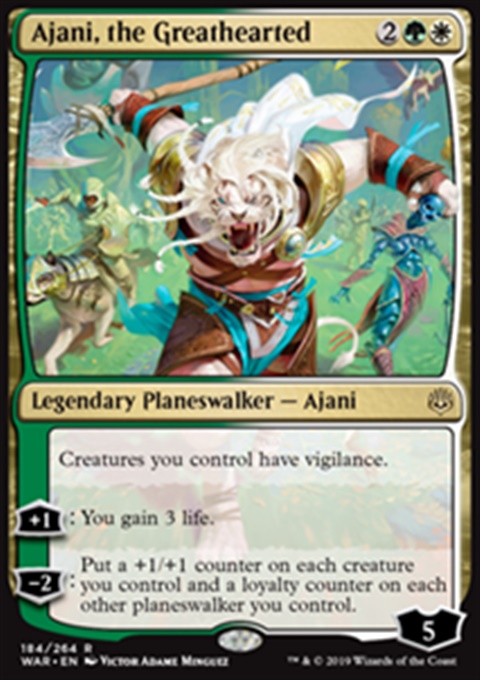 Ajani, the Greathearted 2
Legendary Planeswalker — Ajani
Creatures you control have vigilance.
+1: You gain 3 life.
Put a +1/+1 counter on each creature
-2: you control and a loyalty counter on each
other planeswalker you control.
5
184/264 R
WAR • EN Victor Adame Minguez
™ & © 2019 Wizards of the Coast